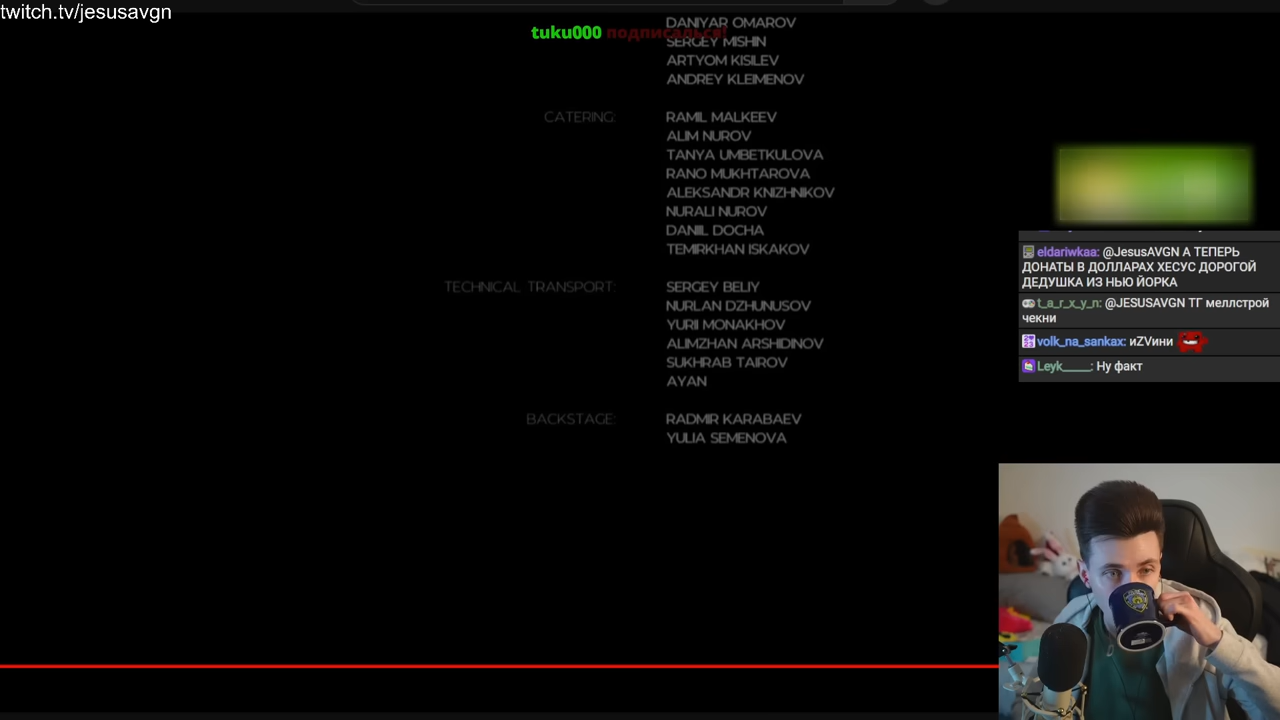 twitch.tv/jesusavgn
tuku000 подписался!
DANIYAR OMAROV
SERGEY MISHIN
ARTYOM KISILEV
ANDREY KLEIMENOV
CATERING: RAMIL MALKEEV
ALIM NUROV
TANYA UMBETKULOVA
RANO MUKHTAROVA
ALEKSANDR KNIZHNIKOV
NURALI NUROV
DANIIL DOCHA
TEMIRKHAN ISKAKOV
TECHNICAL TRANSPORT: SERGEY BELIY
NURLAN DZHUNUSOV
YURII MONAKHOV
ALIMZHAN ARSHIDINOV
SUKHRAB TAIROV
AYAN
BACKSTAGE: RADMIR KARABAEV
YULIA SEMENOVA
eldariwkaa: @JesusAVGN А ТЕПЕРЬ
ДОНАТЫ В ДОЛЛАРАХ ХЕСУС ДОРОГОЙ
ДЕДУШКА ИЗ НЬЮ ЙОРКА
t_a_r_x_y_n: @JESUSAVGN ТГ меллстрой
чекни
volk_na_sankax: иZVини
Leyk_____: Ну факт